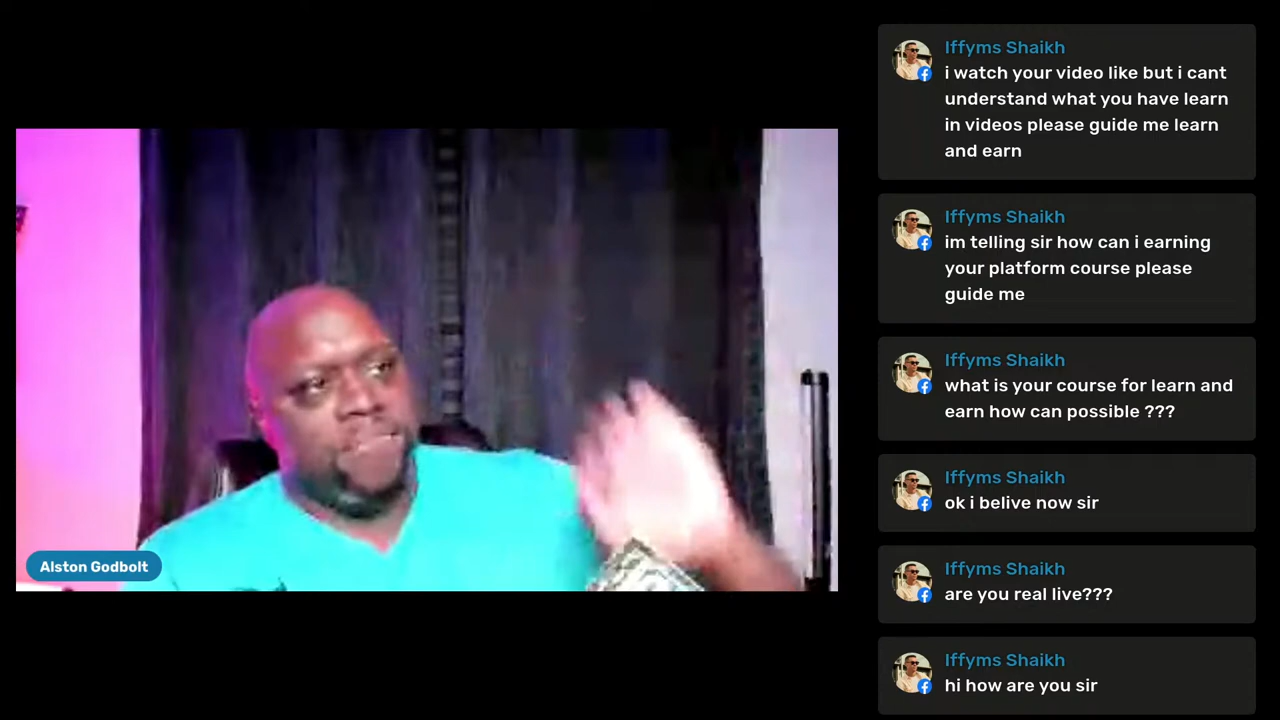 Iffyms Shaikh
i watch your video like but i cant
understand what you have learn
in videos please guide me learn
and earn
Iffyms Shaikh
im telling sir how can i earning
your platform course please
guide me
Iffyms Shaikh
what is your course for learn and
earn how can possible ???
Iffyms Shaikh
ok i belive now sir
Iffyms Shaikh
are you real live???
Iffyms Shaikh
hi how are you sir
Alston Godbolt